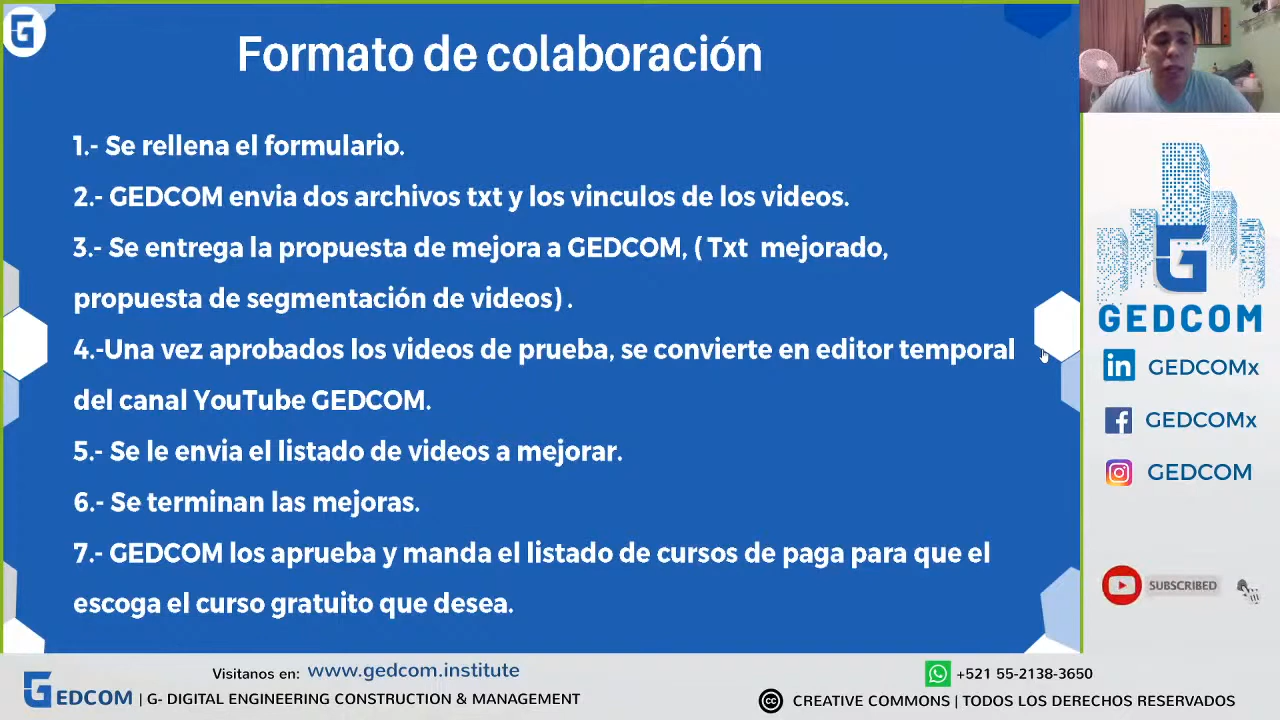 Formato de colaboración
1.- Se rellena el formulario.
2.- GEDCOM envia dos archivos txt y los vinculos de los videos.
3.- Se entrega la propuesta de mejora a GEDCOM, ( Txt mejorado,
propuesta de segmentación de videos) .
4.-Una vez aprobados los videos de prueba, se convierte en editor temporal
del canal YouTube GEDCOM.
5.- Se le envia el listado de videos a mejorar.
6.- Se terminan las mejoras.
7.- GEDCOM los aprueba y manda el listado de cursos de paga para que el
escoga el curso gratuito que desea.
GEDCOM
GEDCOMx
GEDCOMx
GEDCOM
SUBSCRIBED
Visitanos en: www.gedcom.institute
GEDCOM | G- DIGITAL ENGINEERING CONSTRUCTION & MANAGEMENT
+521 55-2138-3650
CREATIVE COMMONS | TODOS LOS DERECHOS RESERVADOS